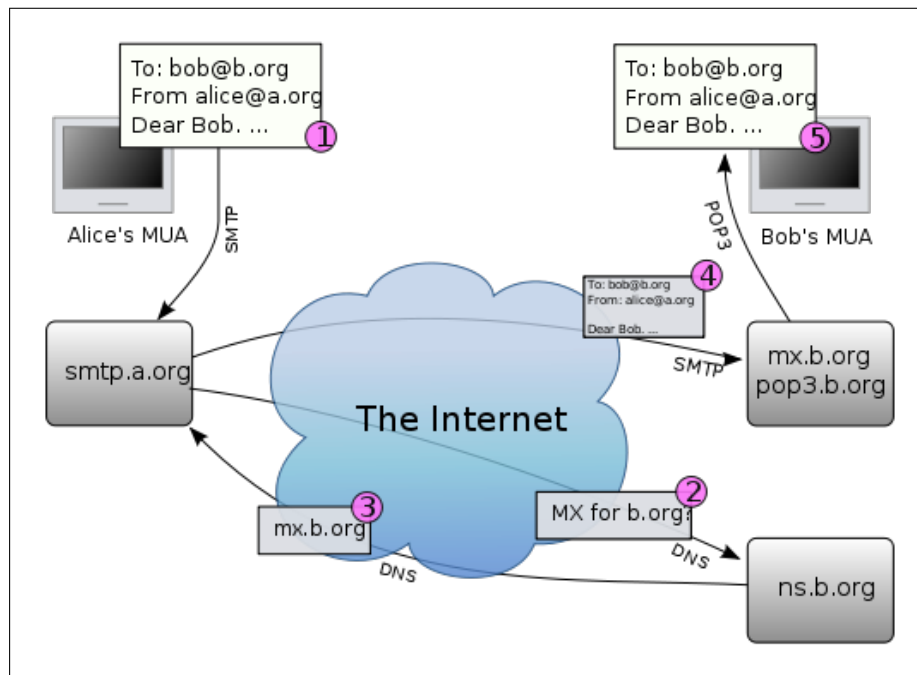 To: bob@b.org
From alice@a.org
Dear Bob. ...
1
Alice's MUA
SMTP
To: bob@b.org
From alice@a.org
Dear Bob. ...
5
Bob's MUA
POP3
4
To: bob@b.org
From: alice@a.org
Dear Bob. ...
SMTP
smtp.a.org
mx.b.org
pop3.b.org
The Internet
3
mx.b.org
DNS
2
MX for b.org?
DNS
ns.b.org